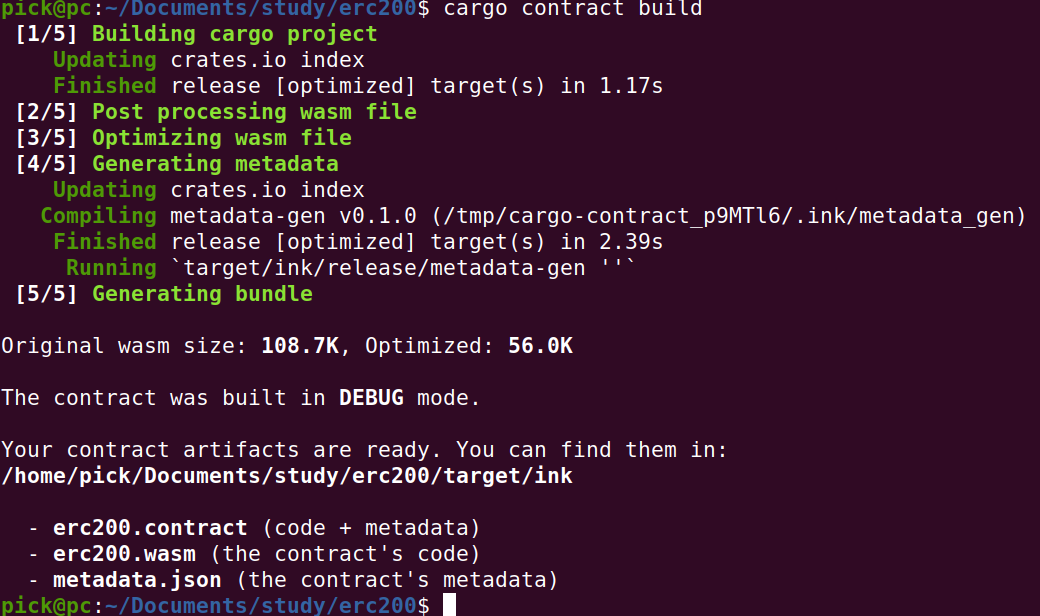 pick@pc:~/Documents/study/erc200$ cargo contract build
[1/5] Building cargo project
Updating crates.io index
Finished release [optimized] target(s) in 1.17s
[2/5] Post processing wasm file
[3/5] Optimizing wasm file
[4/5] Generating metadata
Updating crates.io index
Compiling metadata-gen v0.1.0 (/tmp/cargo-contract_p9MTl6/.ink/metadata_gen)
Finished release [optimized] target(s) in 2.39s
Running `target/ink/release/metadata-gen ''`
[5/5] Generating bundle
Original wasm size: 108.7K, Optimized: 56.0K
The contract was built in DEBUG mode.
Your contract artifacts are ready. You can find them in:
/home/pick/Documents/study/erc200/target/ink
- erc200.contract (code + metadata)
- erc200.wasm (the contract's code)
- metadata.json (the contract's metadata)
pick@pc:~/Documents/study/erc200$